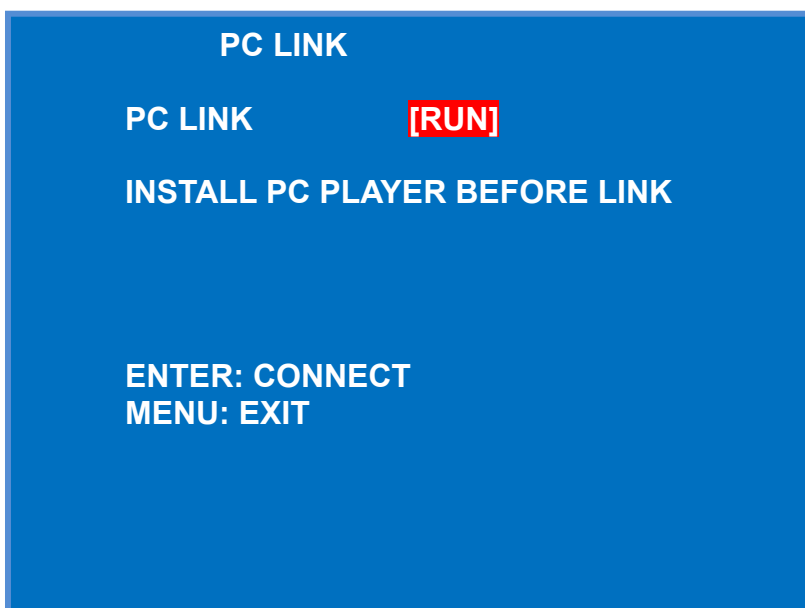 PC LINK
PC LINK [RUN]
INSTALL PC PLAYER BEFORE LINK
ENTER: CONNECT
MENU: EXIT